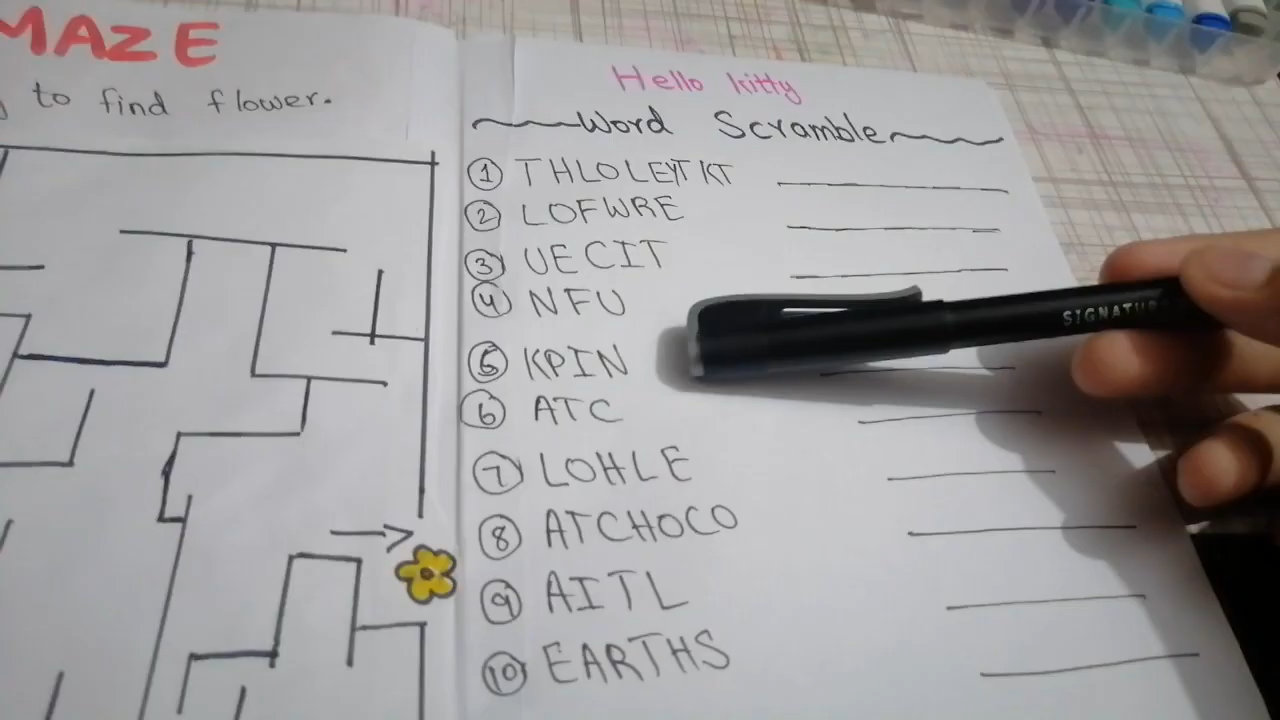 MAZE
to find flower.
Hello kitty
Word Scramble
1 THLOLEYTKT
2 LOFWRE
3 UECIT
4 NFU
5 KPIN
6 ATC
7 LOHLE
8 ATCHOCO
9 AITL
10 EARTHS
SIGNATURE